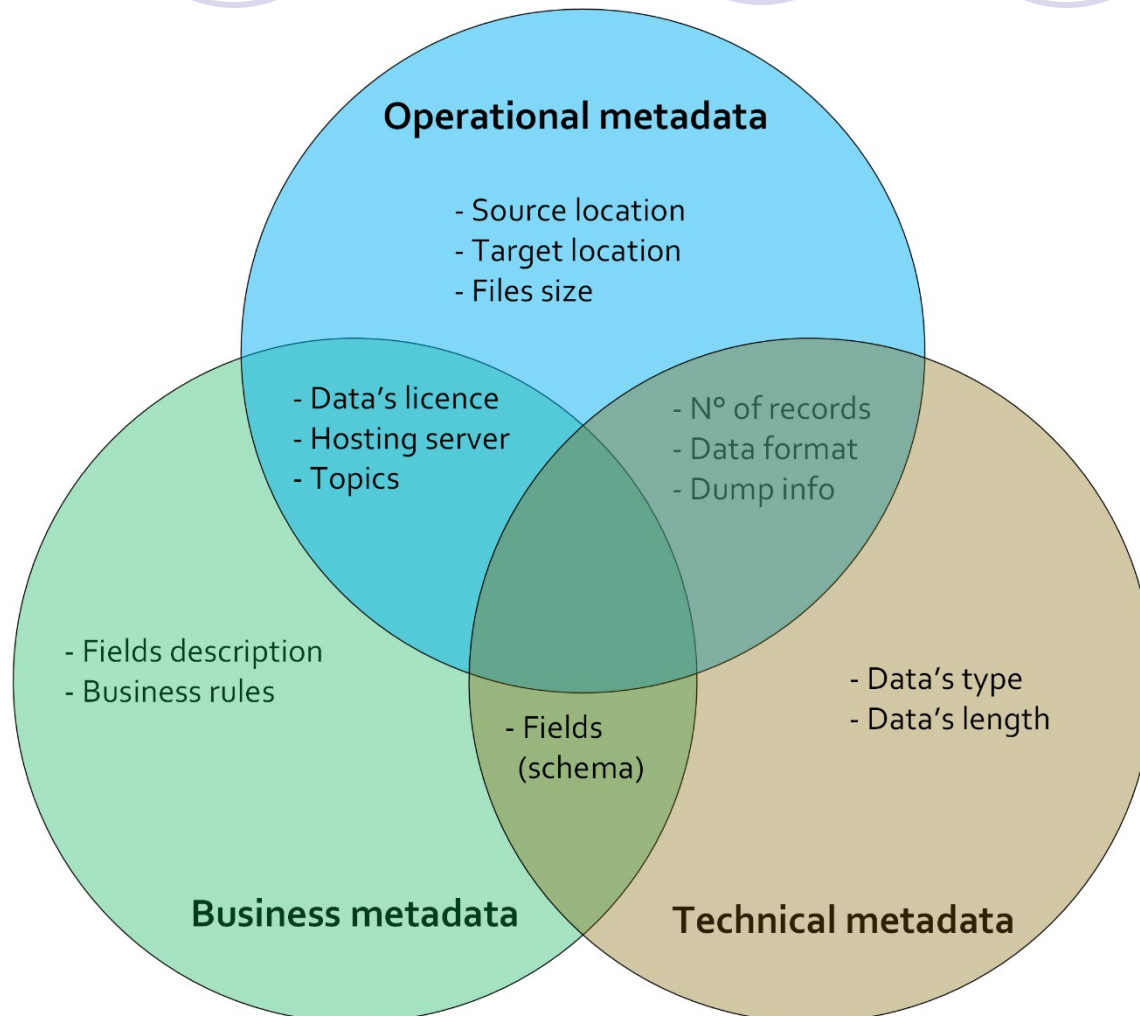 Operational metadata
- Source location
- Target location
- Files size
- Data's licence
- Hosting server
- Topics
- N° of records
- Data format
- Dump info
- Fields description
- Business rules
- Fields
(schema)
- Data's type
- Data's length
Business metadata
Technical metadata